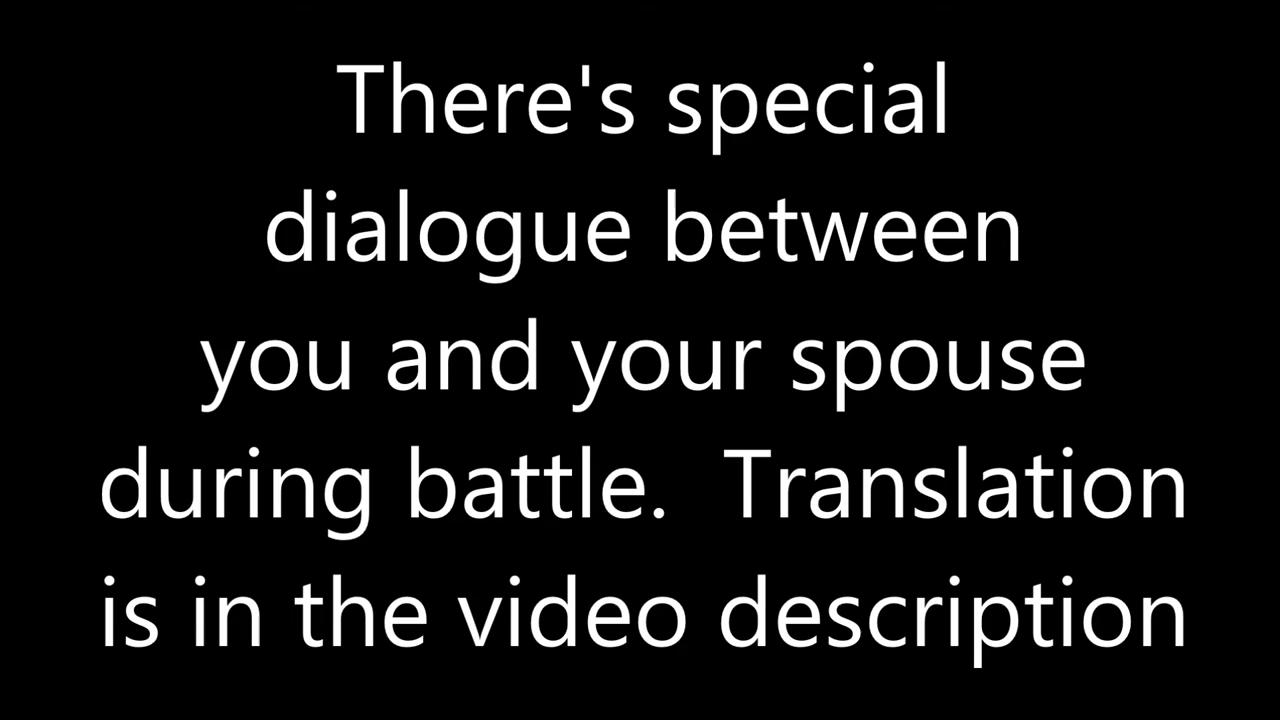 There's special
dialogue between
you and your spouse
during battle.  Translation
is in the video description